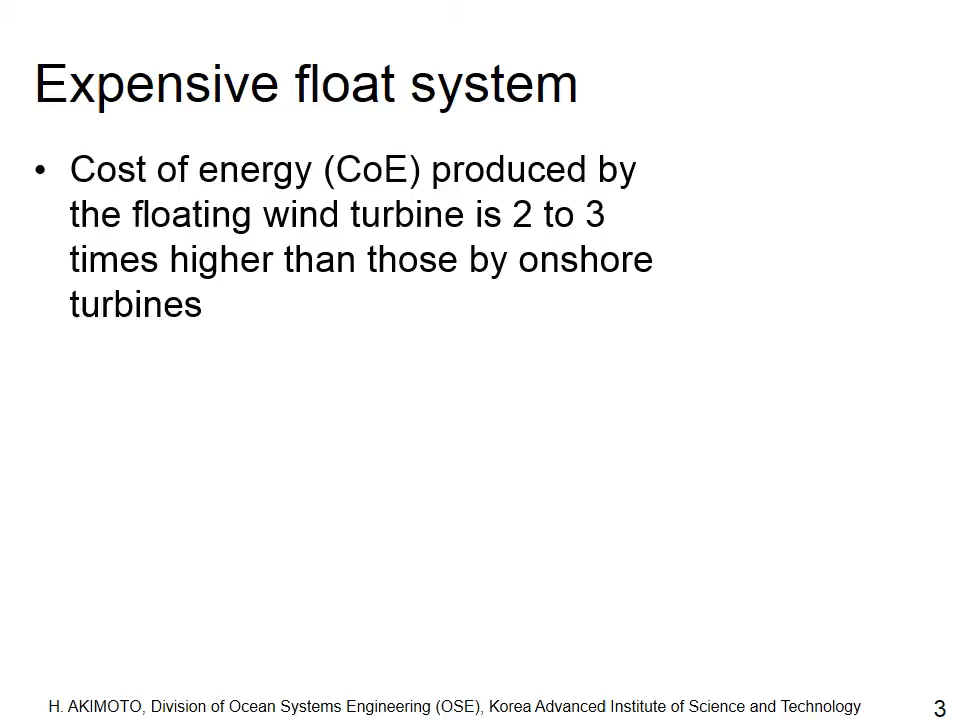 Expensive float system
• Cost of energy (CoE) produced by
the floating wind turbine is 2 to 3
times higher than those by onshore
turbines
H. AKIMOTO, Division of Ocean Systems Engineering (OSE), Korea Advanced Institute of Science and Technology
3